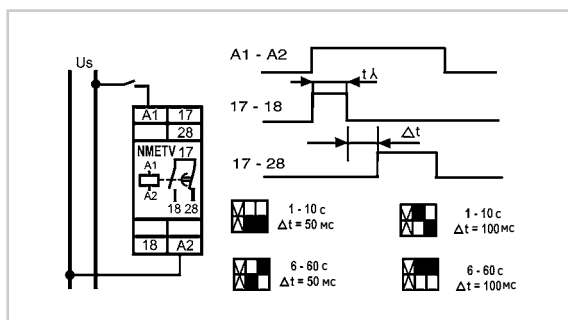 Us
A1 17
28
NMETV 17
A1
A2
18 28
18 A2
A1 - A2
t⅄
17 - 18
Δt
17 - 28
1 - 10 с
Δt = 50 мс
1 - 10 с
Δt = 100 мс
6 - 60 с
Δt = 50 мс
6 - 60 с
Δt = 100 мс